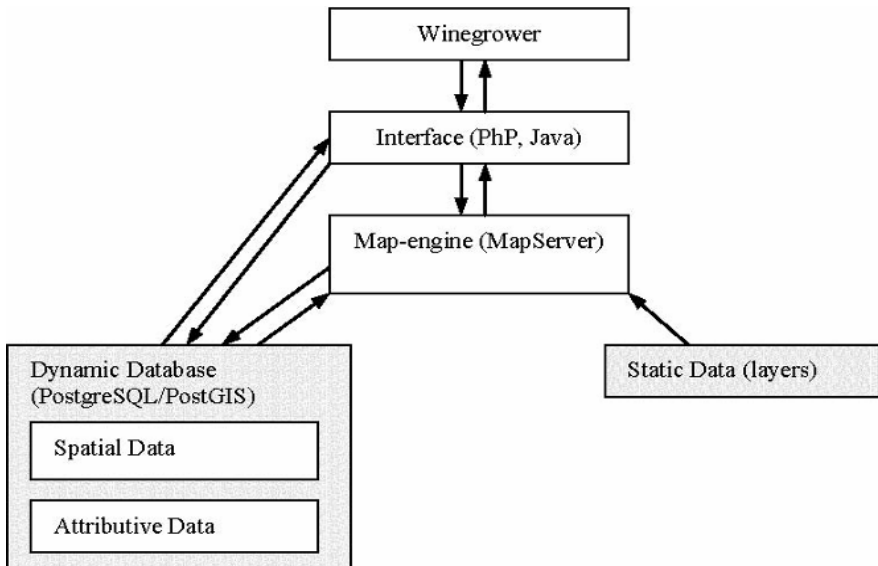 Winegrower
Interface (PhP, Java)
Map-engine (MapServer)
Dynamic Database
(PostgreSQL/PostGIS)
Spatial Data
Attributive Data
Static Data (layers)